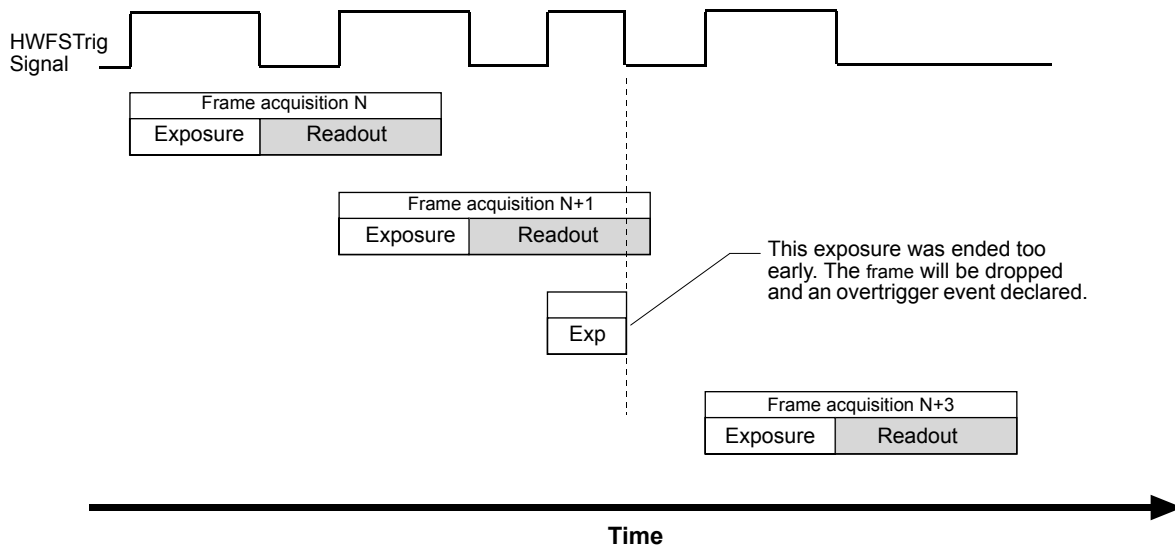 HWFSTrig
Signal
Frame acquisition N
Exposure Readout
Frame acquisition N+1
Exposure Readout
This exposure was ended too
early. The frame will be dropped
and an overtrigger event declared.
Exp
Frame acquisition N+3
Exposure Readout
Time